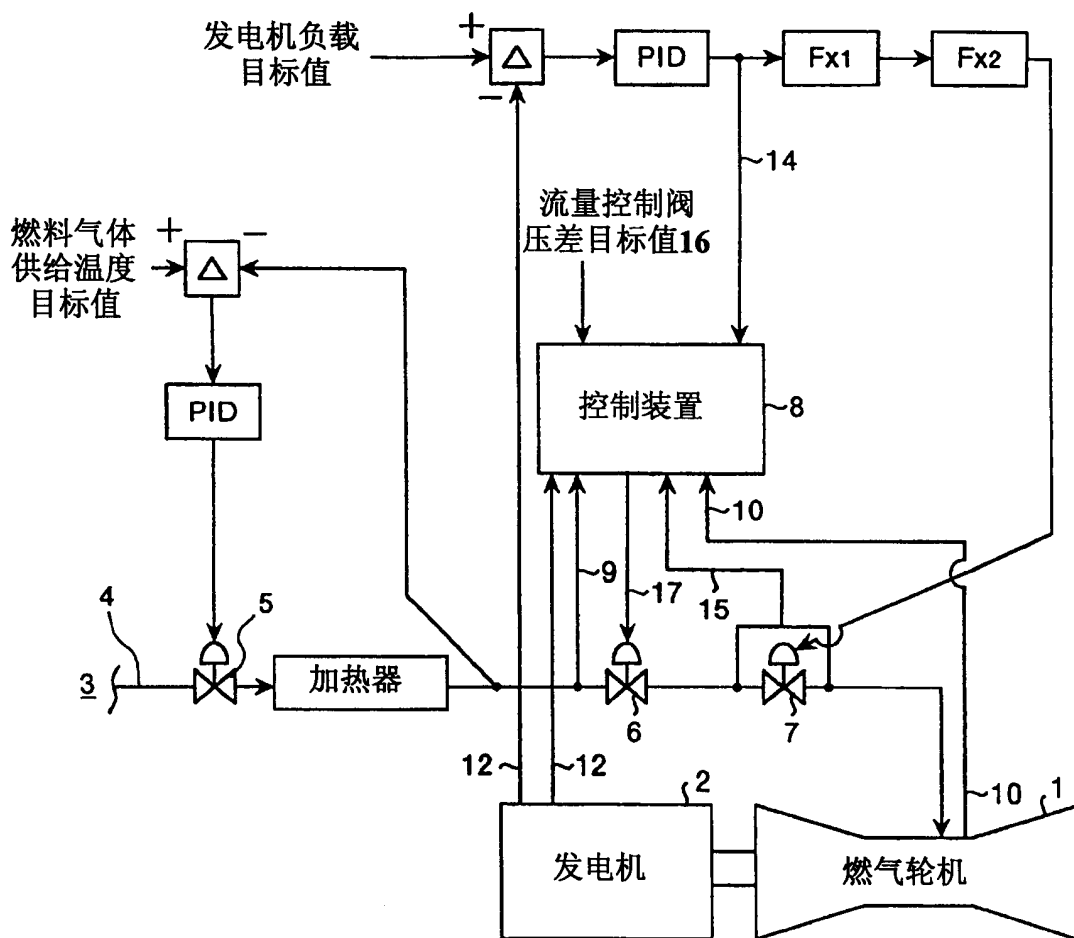 发电机负载
目标值
+
−
△
PID
Fx1
Fx2
14
流量控制阀
压差目标值16
燃料气体
供给温度
目标值
+
−
△
PID
控制装置
8
10
9
17
15
4
5
3
加热器
6
7
12
12
2
10
1
发电机
燃气轮机